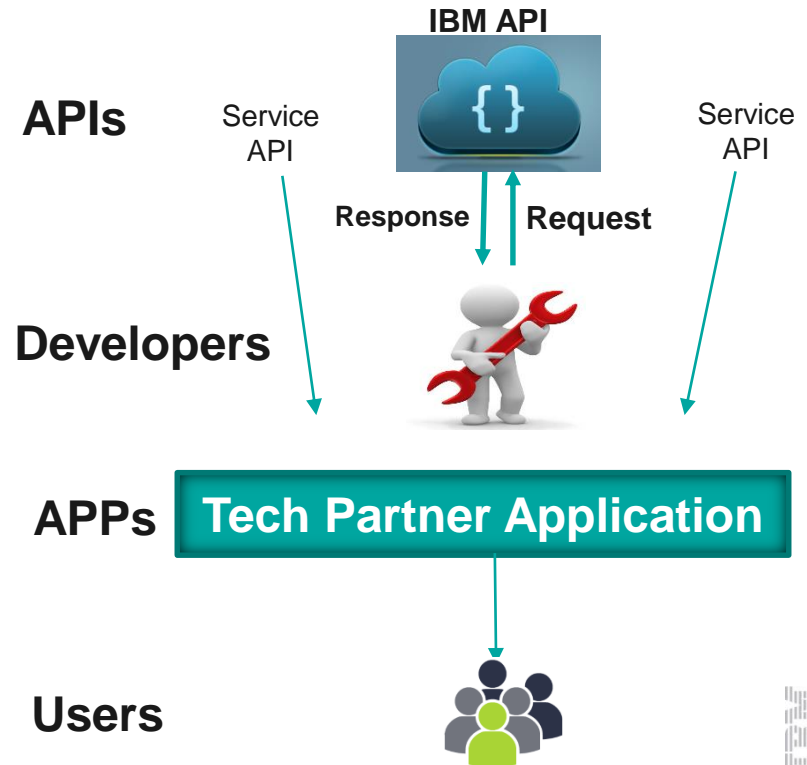 IBM API
APIs
Service
API
{ }
Service
API
Response
Request
Developers
APPs
Tech Partner Application
Users